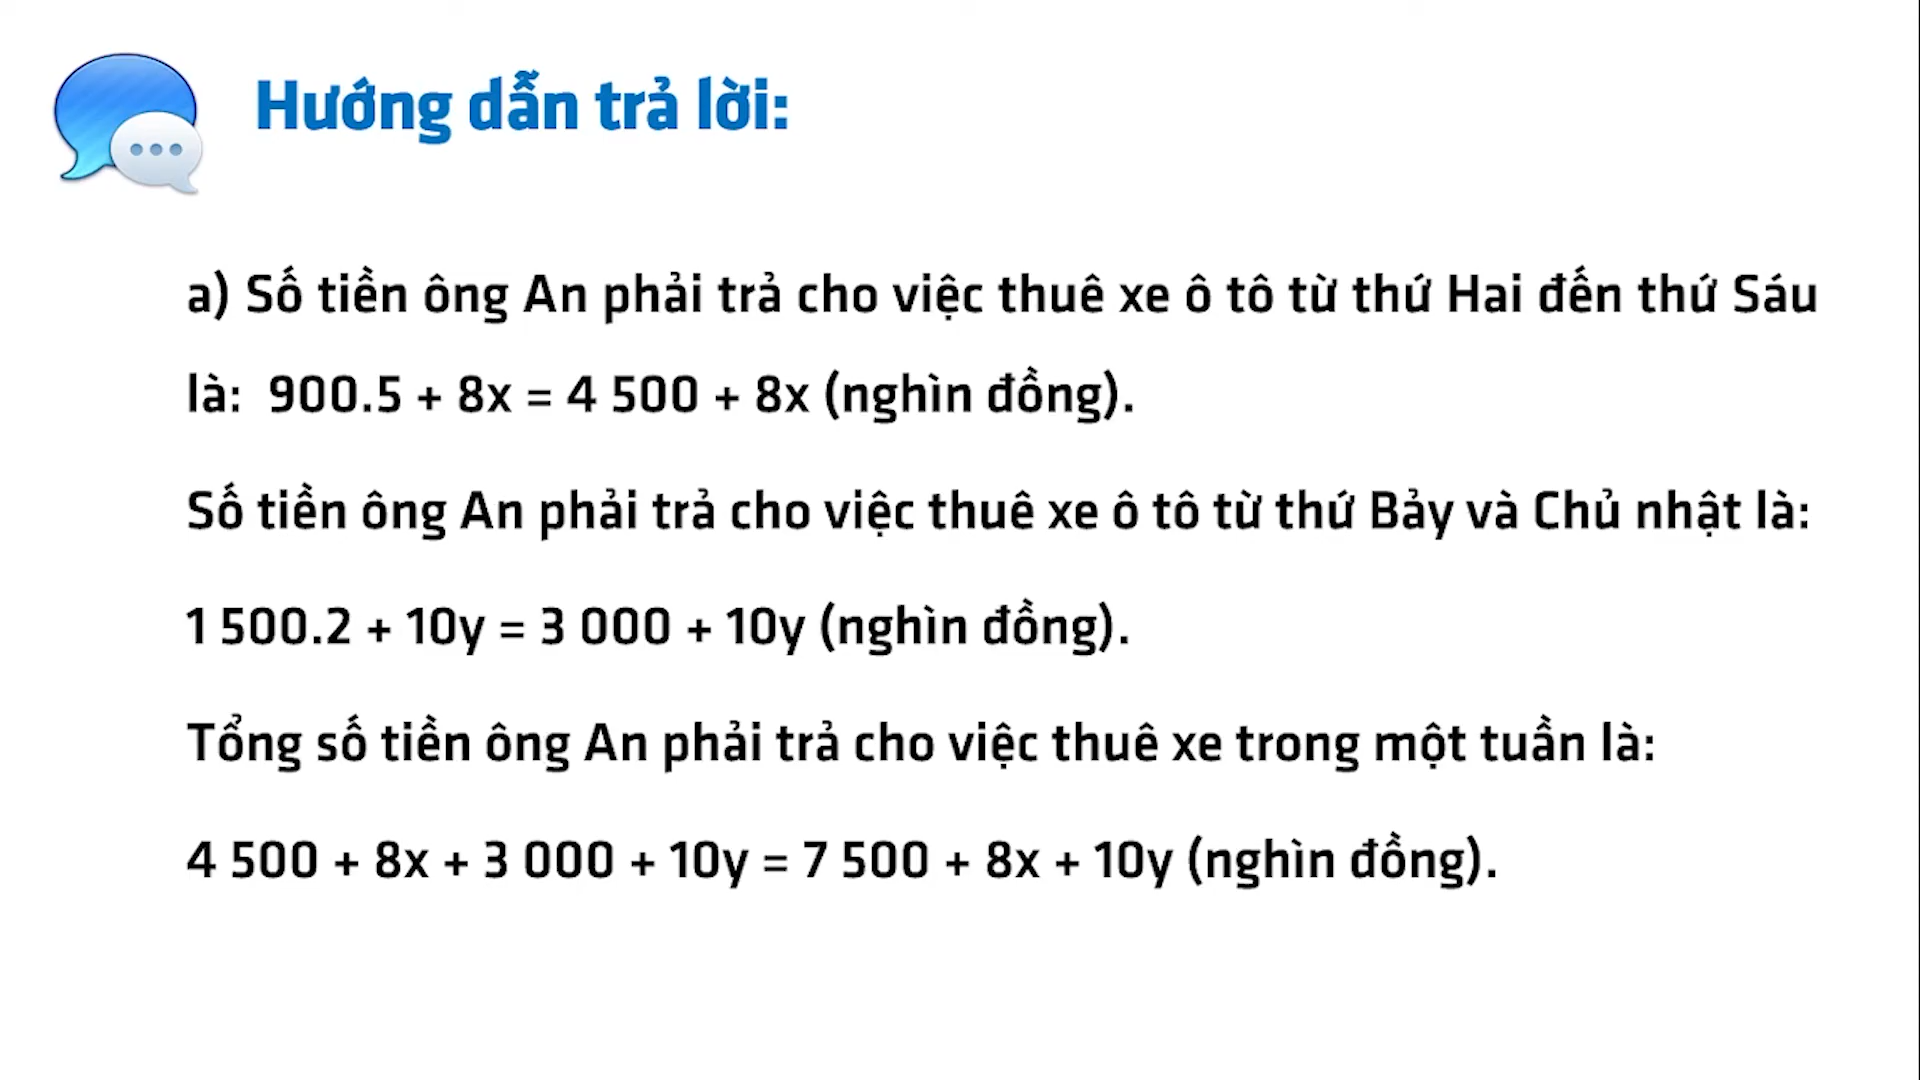 Hướng dẫn trả lời:
a) Số tiền ông An phải trả cho việc thuê xe ô tô từ thứ Hai đến thứ Sáu
là: 900.5 + 8x = 4 500 + 8x (nghìn đồng).
Số tiền ông An phải trả cho việc thuê xe ô tô từ thứ Bảy và Chủ nhật là:
1 500.2 + 10y = 3 000 + 10y (nghìn đồng).
Tổng số tiền ông An phải trả cho việc thuê xe trong một tuần là:
4 500 + 8x + 3 000 + 10y = 7 500 + 8x + 10y (nghìn đồng).